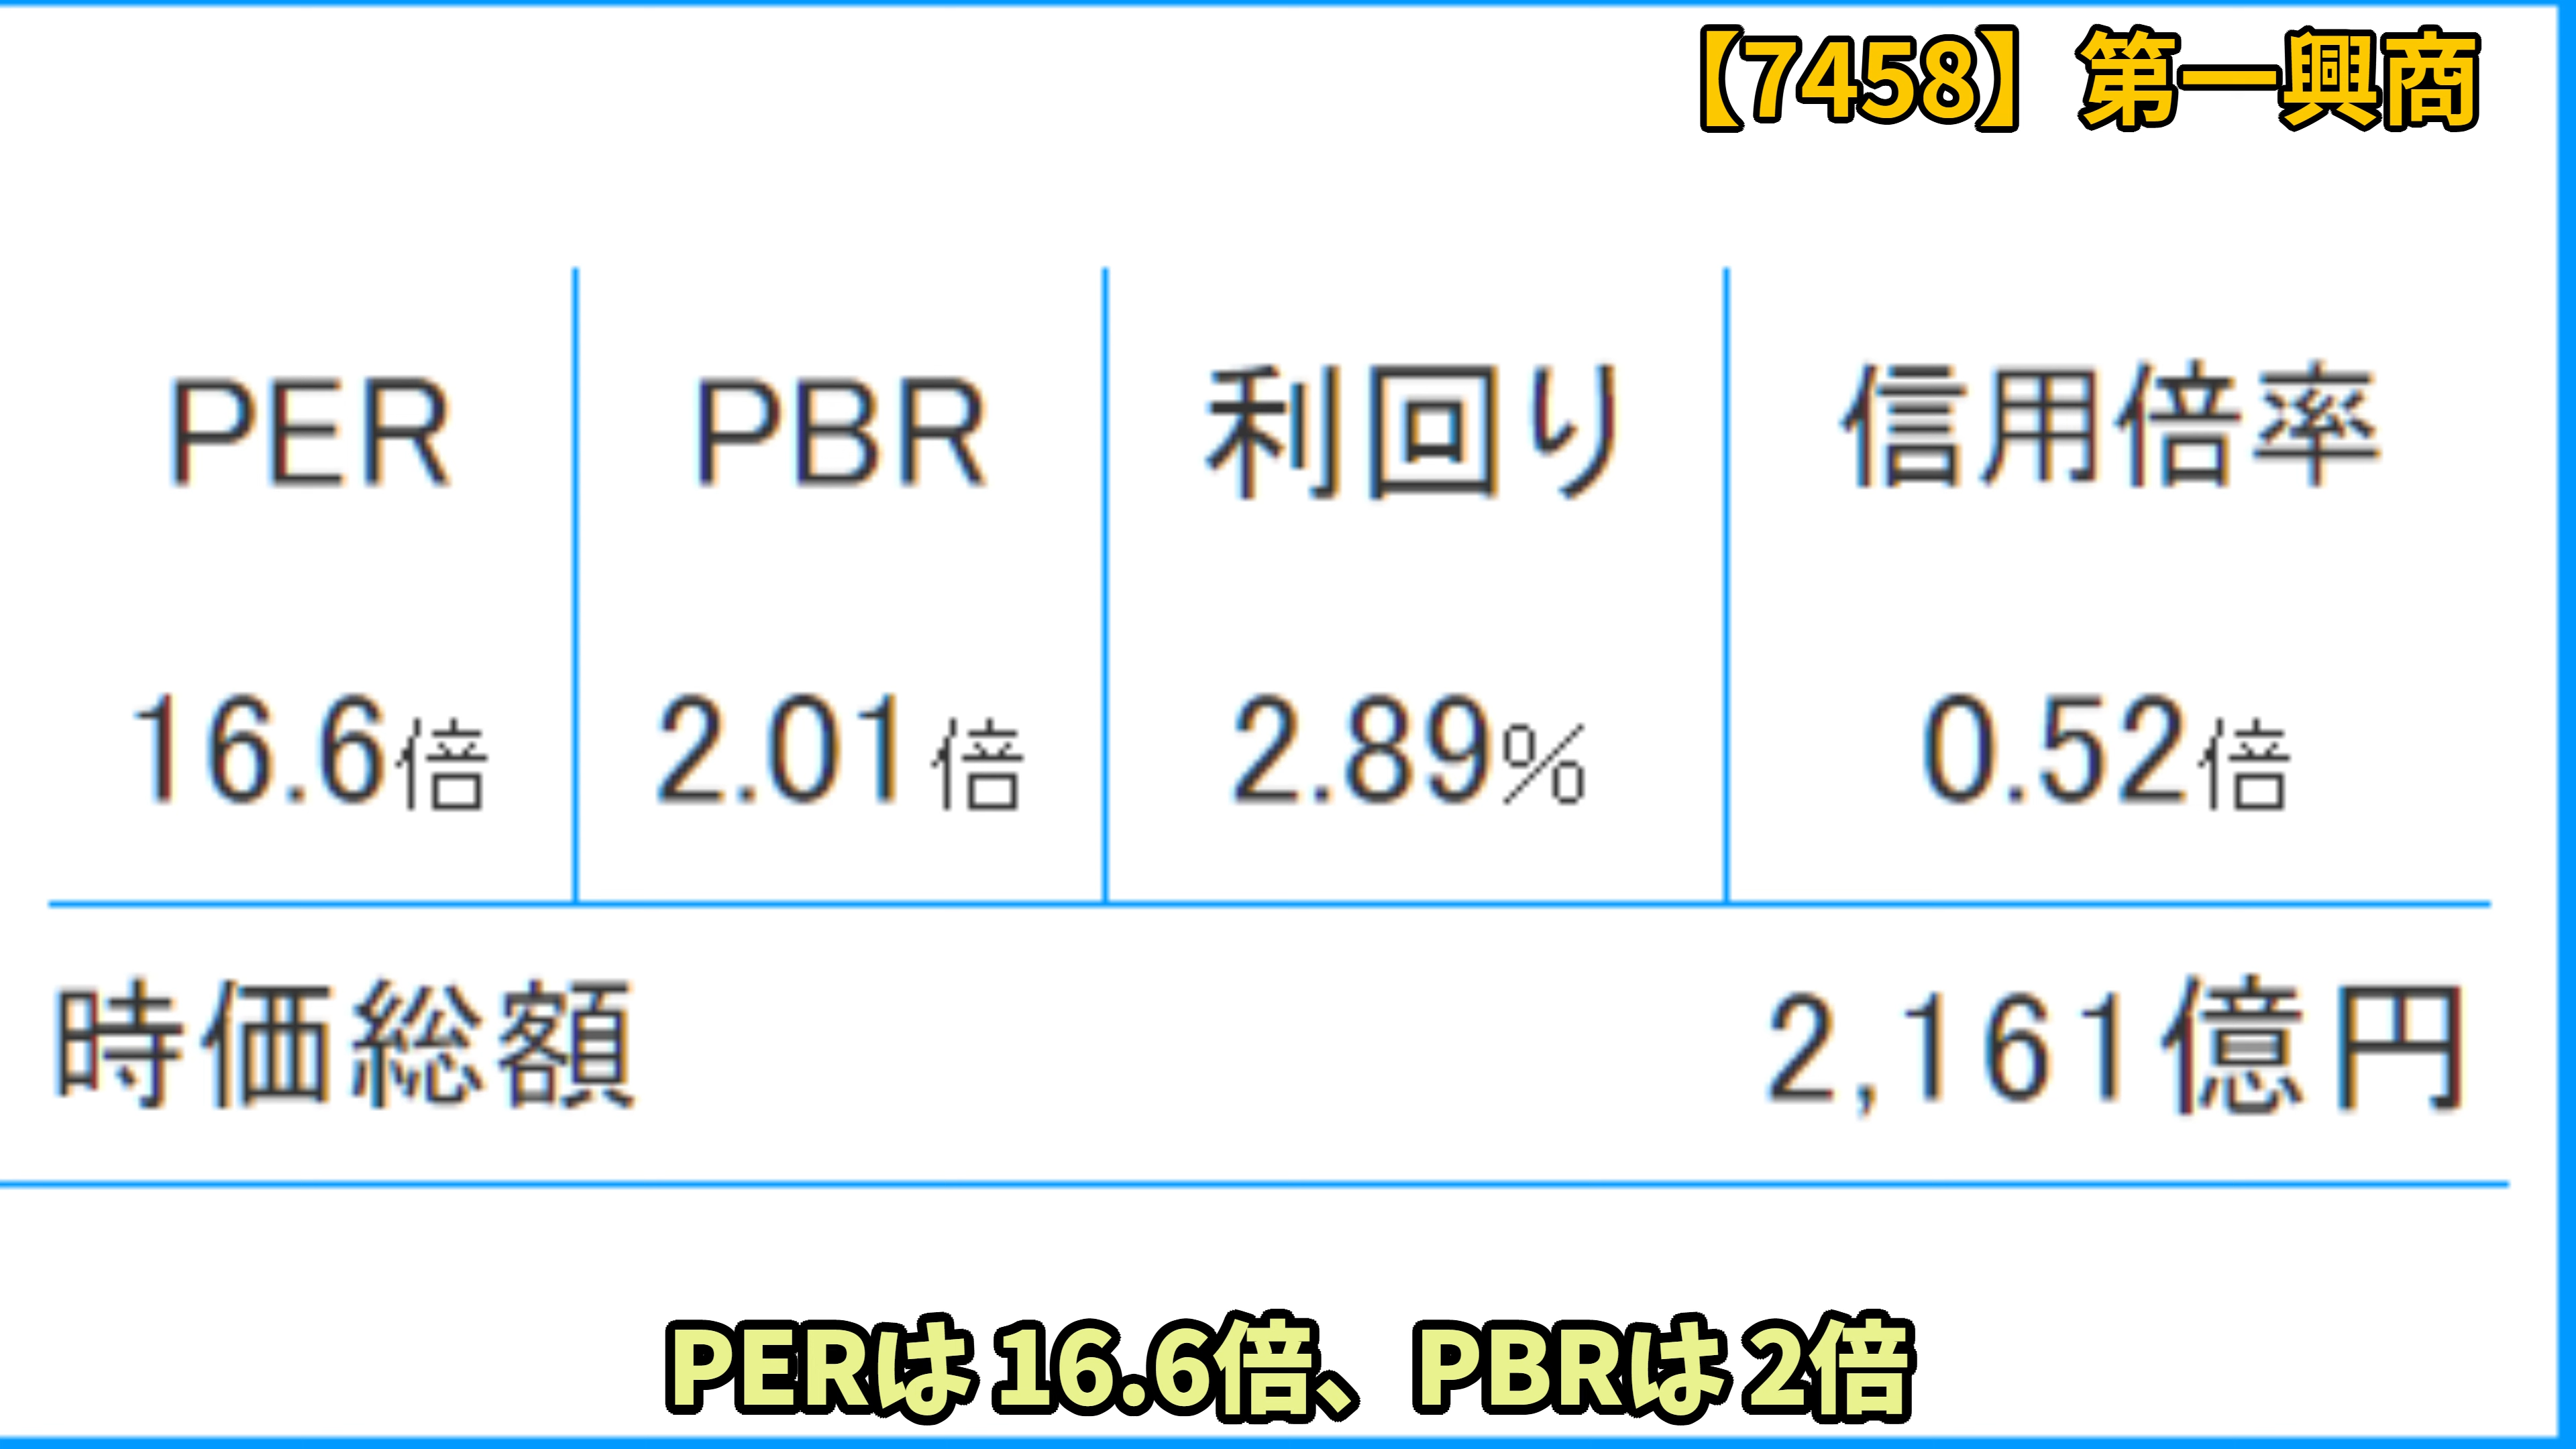 【7458】第一興商
PER PBR 利回り 信用倍率
16.6倍 2.01倍 2.89% 0.52倍
時価総額 2,161億円
PERは16.6倍、PBRは2倍